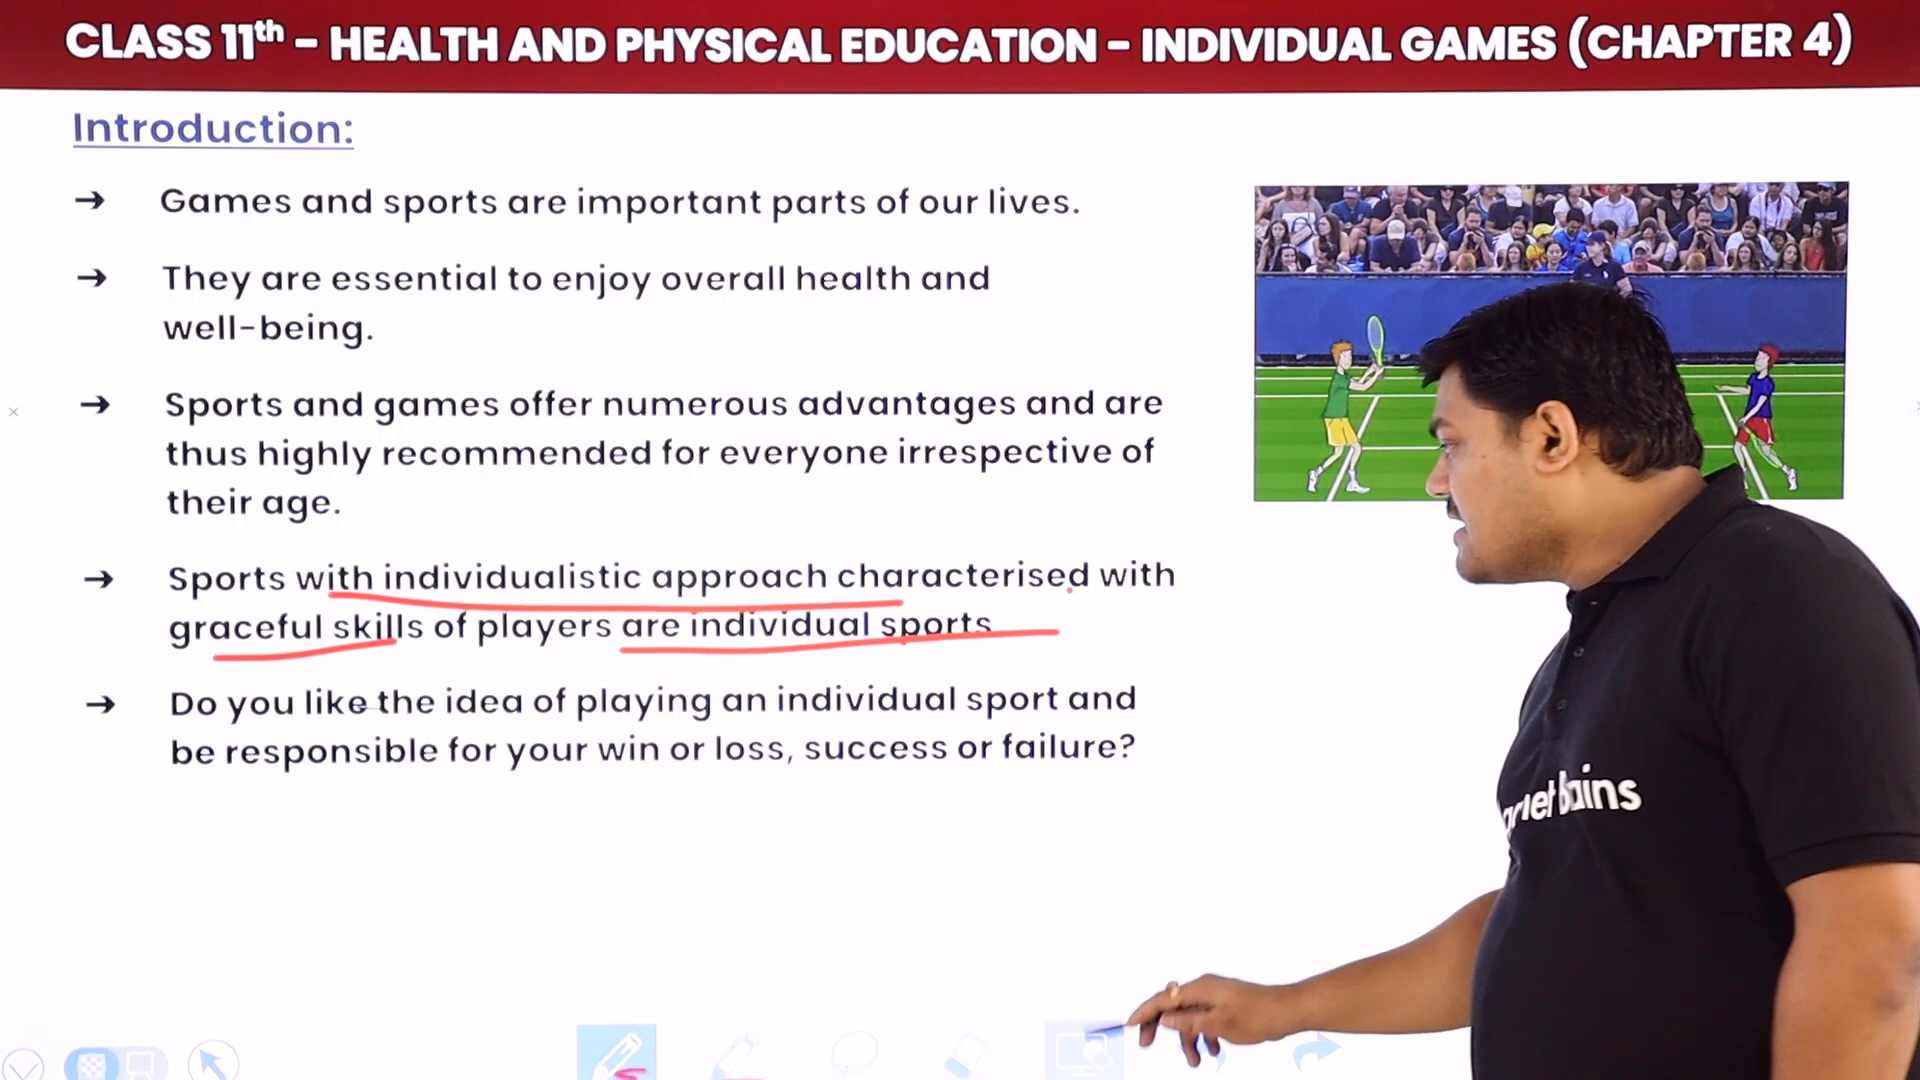 CLASS 11th - HEALTH AND PHYSICAL EDUCATION - INDIVIDUAL GAMES (CHAPTER 4)
Introduction:
→ Games and sports are important parts of our lives.
→ They are essential to enjoy overall health and
well-being.
→ Sports and games offer numerous advantages and are
thus highly recommended for everyone irrespective of
their age.
→ Sports with individualistic approach characterised with
graceful skills of players are individual sports
→ Do you like the idea of playing an individual sport and
be responsible for your win or loss, success or failure?
Brains